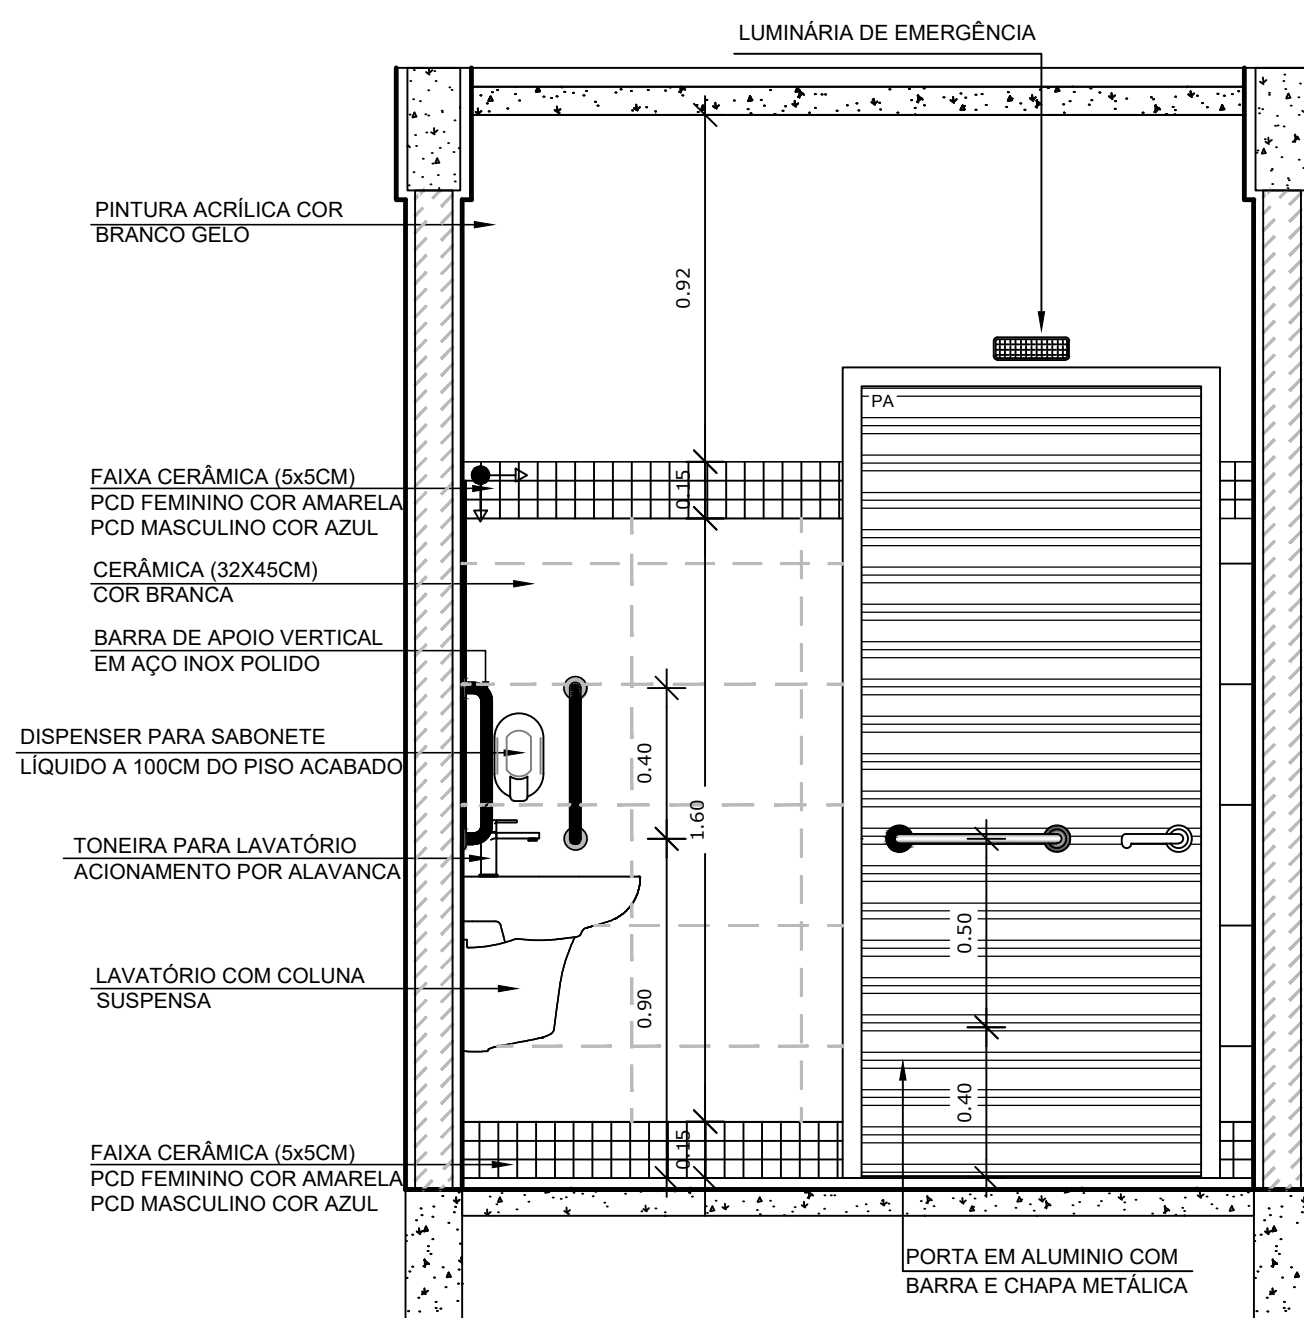 LUMINÁRIA DE EMERGÊNCIA
PINTURA ACRÍLICA COR
BRANCO GELO
0.92
PA
FAIXA CERÂMICA (5x5CM)
PCD FEMININO COR AMARELA
PCD MASCULINO COR AZUL
0.15
CERÂMICA (32X45CM)
COR BRANCA
BARRA DE APOIO VERTICAL
EM AÇO INOX POLIDO
DISPENSER PARA SABONETE
LÍQUIDO A 100CM DO PISO ACABADO
0.40
1.60
TONEIRA PARA LAVATÓRIO
ACIONAMENTO POR ALAVANCA
0.50
LAVATÓRIO COM COLUNA
SUSPENSA
0.90
0.40
FAIXA CERÂMICA (5x5CM)
PCD FEMININO COR AMARELA
PCD MASCULINO COR AZUL
0.15
PORTA EM ALUMINIO COM
BARRA E CHAPA METÁLICA